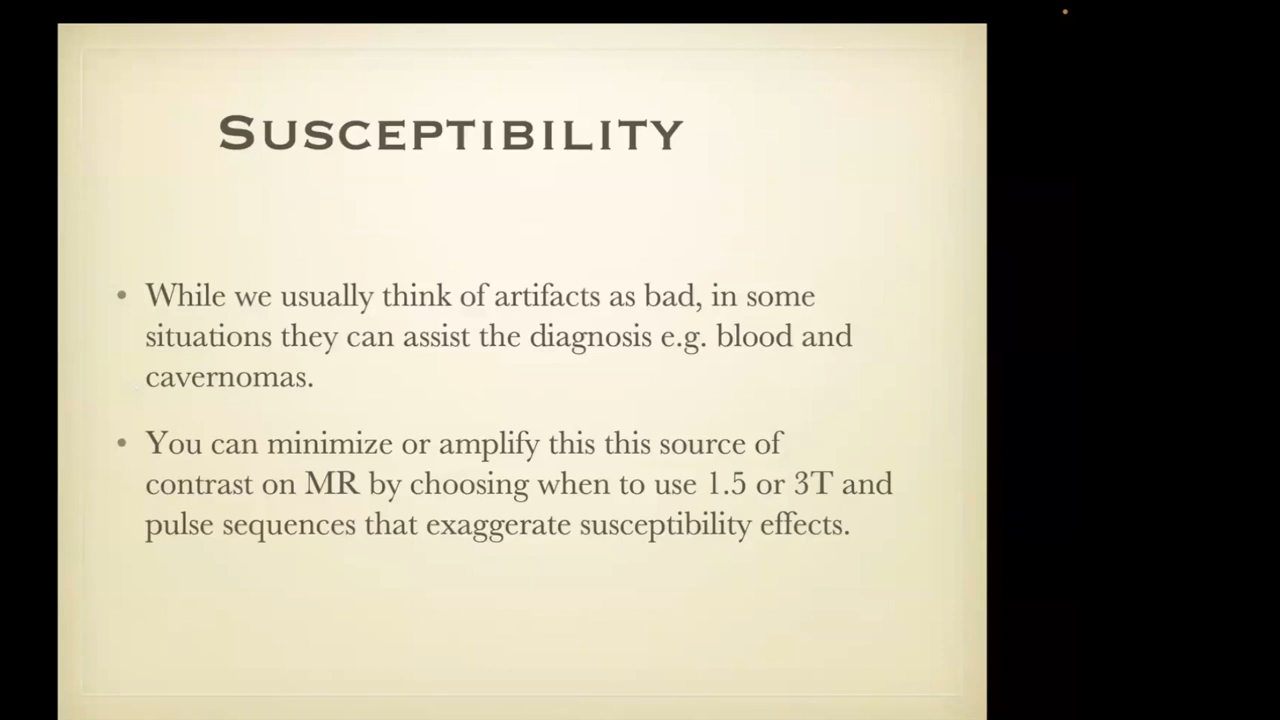 SUSCEPTIBILITY
• While we usually think of artifacts as bad, in some
situations they can assist the diagnosis e.g. blood and
cavernomas.
• You can minimize or amplify this this source of
contrast on MR by choosing when to use 1.5 or 3T and
pulse sequences that exaggerate susceptibility effects.